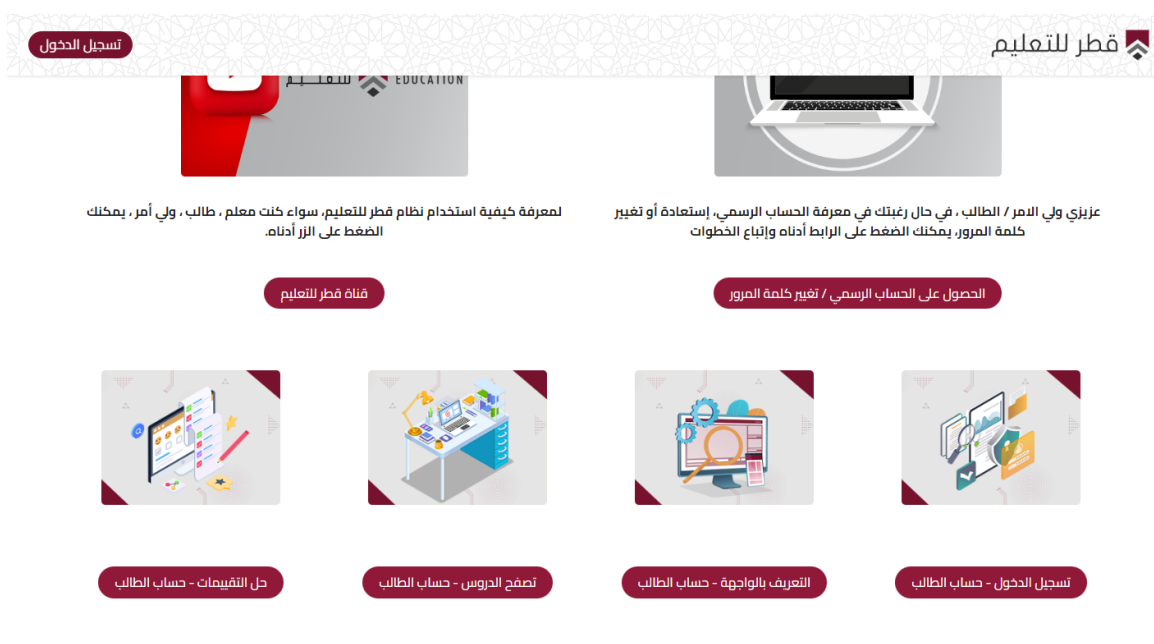 قطر للتعليم
تسجيل الدخول
للتعليم EDUCATION
عزيزي ولي الامر / الطالب ، في حال رغبتك في معرفة الحساب الرسمي، إستعادة أو تغيير
كلمة المرور، يمكنك الضغط على الرابط أدناه وإتباع الخطوات
الحصول على الحساب الرسمي / تغيير كلمة المرور
لمعرفة كيفية استخدام نظام قطر للتعليم، سواء كنت معلم ، طالب ، ولي أمر ، يمكنك
الضغط على الزر أدناه.
قناة قطر للتعليم
تسجيل الدخول - حساب الطالب
التعريف بالواجهة - حساب الطالب
تصفح الدروس - حساب الطالب
حل التقييمات - حساب الطالب